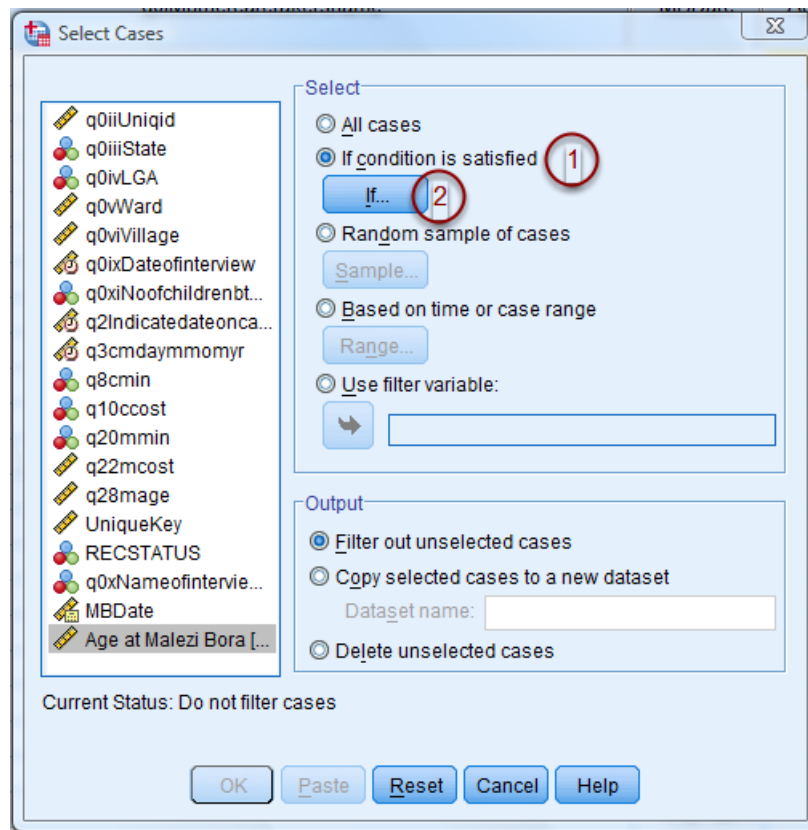 Select Cases
q0iiUniqid
q0iiiState
q0ivLGA
q0vWard
q0viVillage
q0ixDateofinterview
q0xiNoofchildrenbt...
q2Indicatedateonca...
q3cmdaymmomyr
q8cmin
q10ccost
q20mmin
q22mcost
q28mage
UniqueKey
RECSTATUS
q0xNameofintervie...
MBDate
Age at Malezi Bora [...
Select
All cases
If condition is satisfied 1
If... 2
Random sample of cases
Sample...
Based on time or case range
Range...
Use filter variable:
Output
Filter out unselected cases
Copy selected cases to a new dataset
Dataset name:
Delete unselected cases
Current Status: Do not filter cases
OK Paste Reset Cancel Help